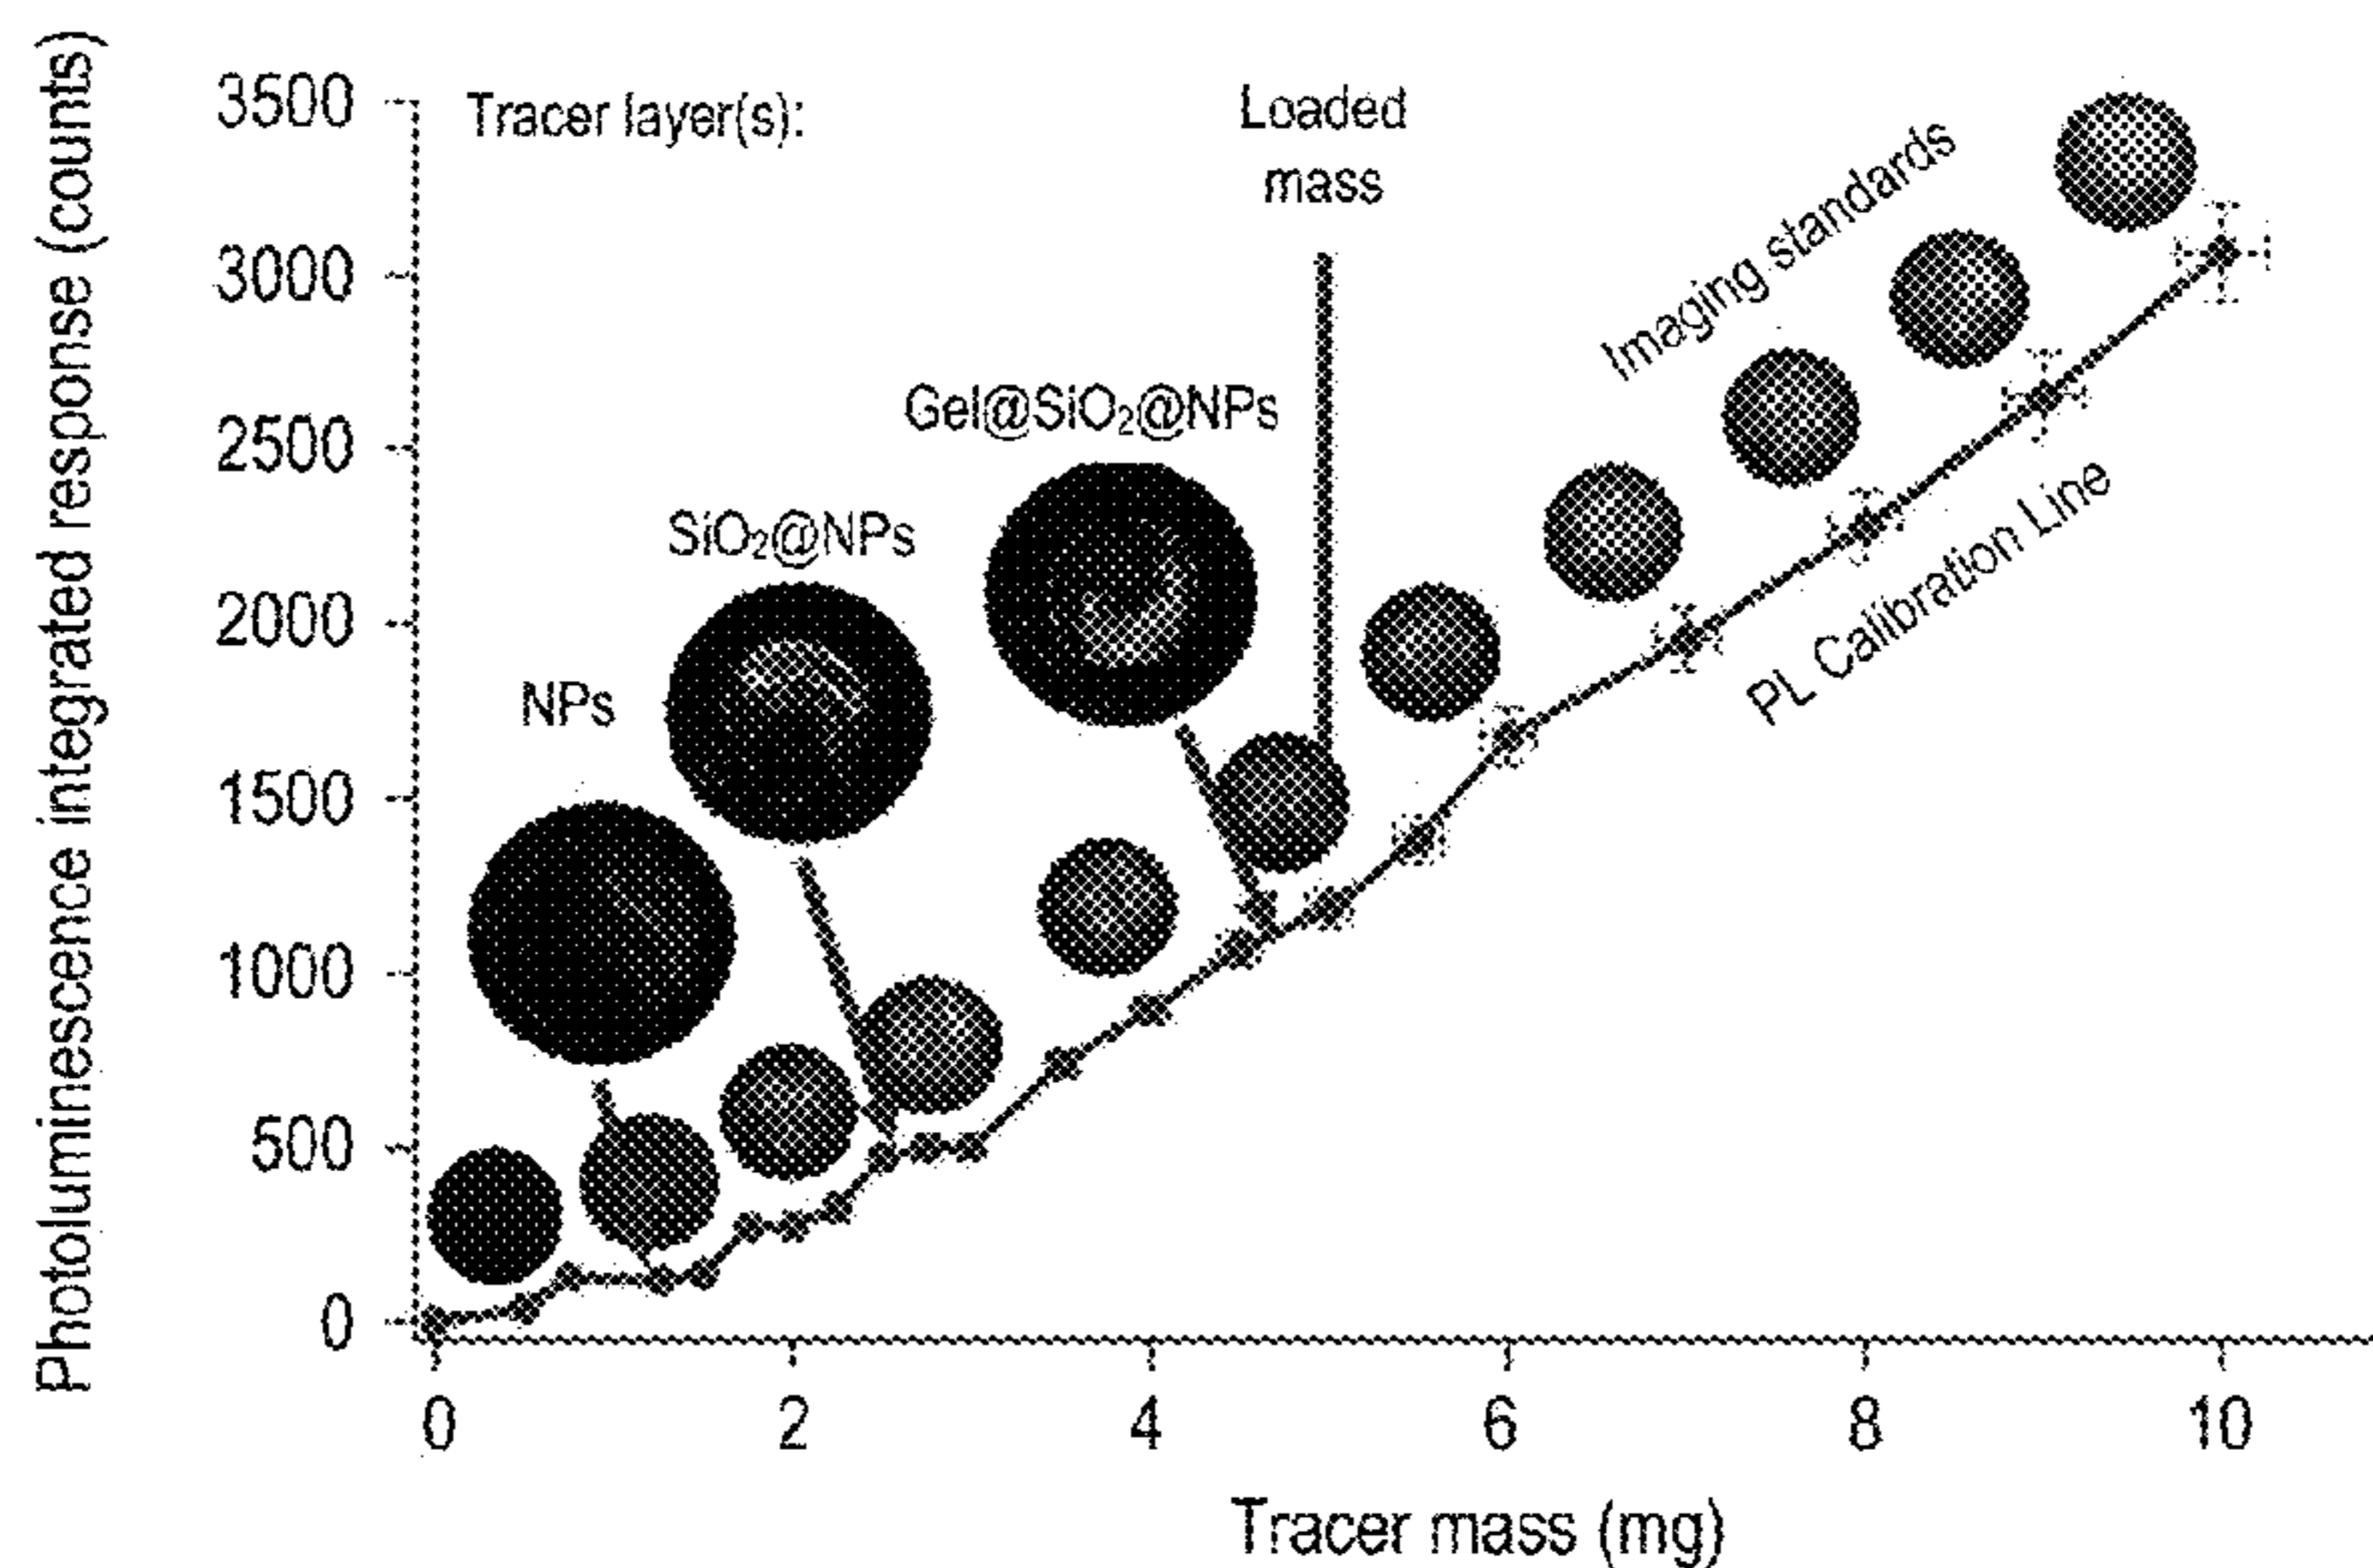 Photoluminescence integrated response (counts)
3500
3000
2500
2000
1500
1000
500
0
Tracer layer(s):
Loaded
mass
Imaging standards
Gel@SiO₂@NPs
SiO₂@NPs
NPs
PL Calibration Line
0 2 4 6 8 10
Tracer mass (mg)